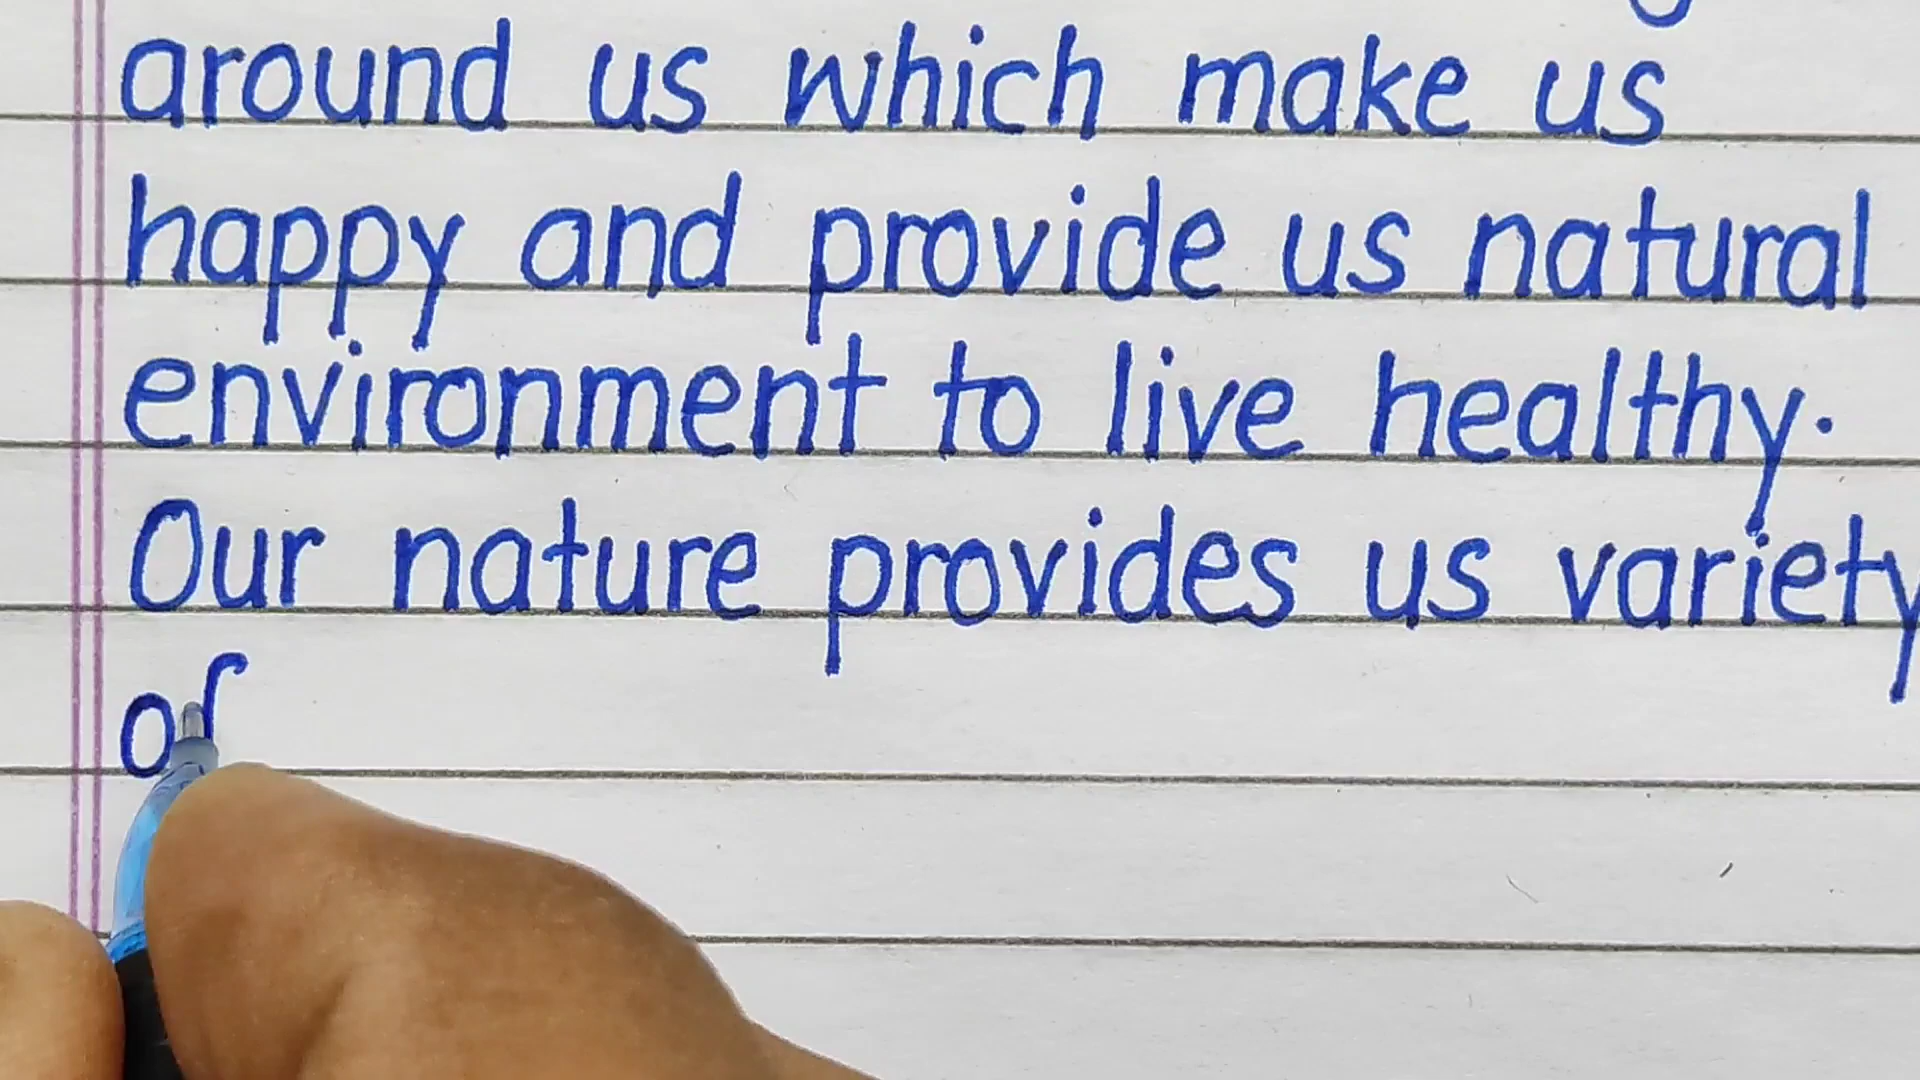 around us which make us
happy and provide us natural
environment to live healthy.
Our nature provides us variety
of